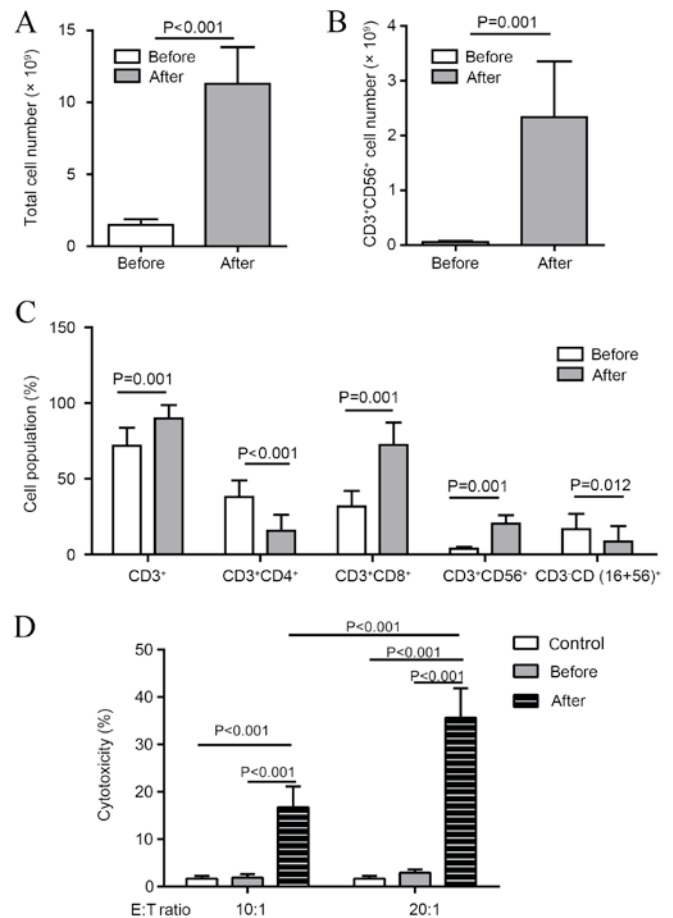 A
P<0.001
Before
After
Total cell number (× 10⁹)
15
10
5
0
Before
After
B
P=0.001
Before
After
CD3⁺CD56⁺ cell number (× 10⁹)
4
3
2
1
0
Before
After
C
Before
After
Cell population (%)
150
100
50
0
P=0.001
P<0.001
P=0.001
P=0.001
P=0.012
CD3⁺
CD3⁺CD4⁺
CD3⁺CD8⁺
CD3⁺CD56⁺
CD3⁻CD (16+56)⁺
D
Control
Before
After
Cytotoxicity (%)
50
40
30
20
10
0
P<0.001
P<0.001
P<0.001
P<0.001
P<0.001
E:T ratio
10:1
20:1